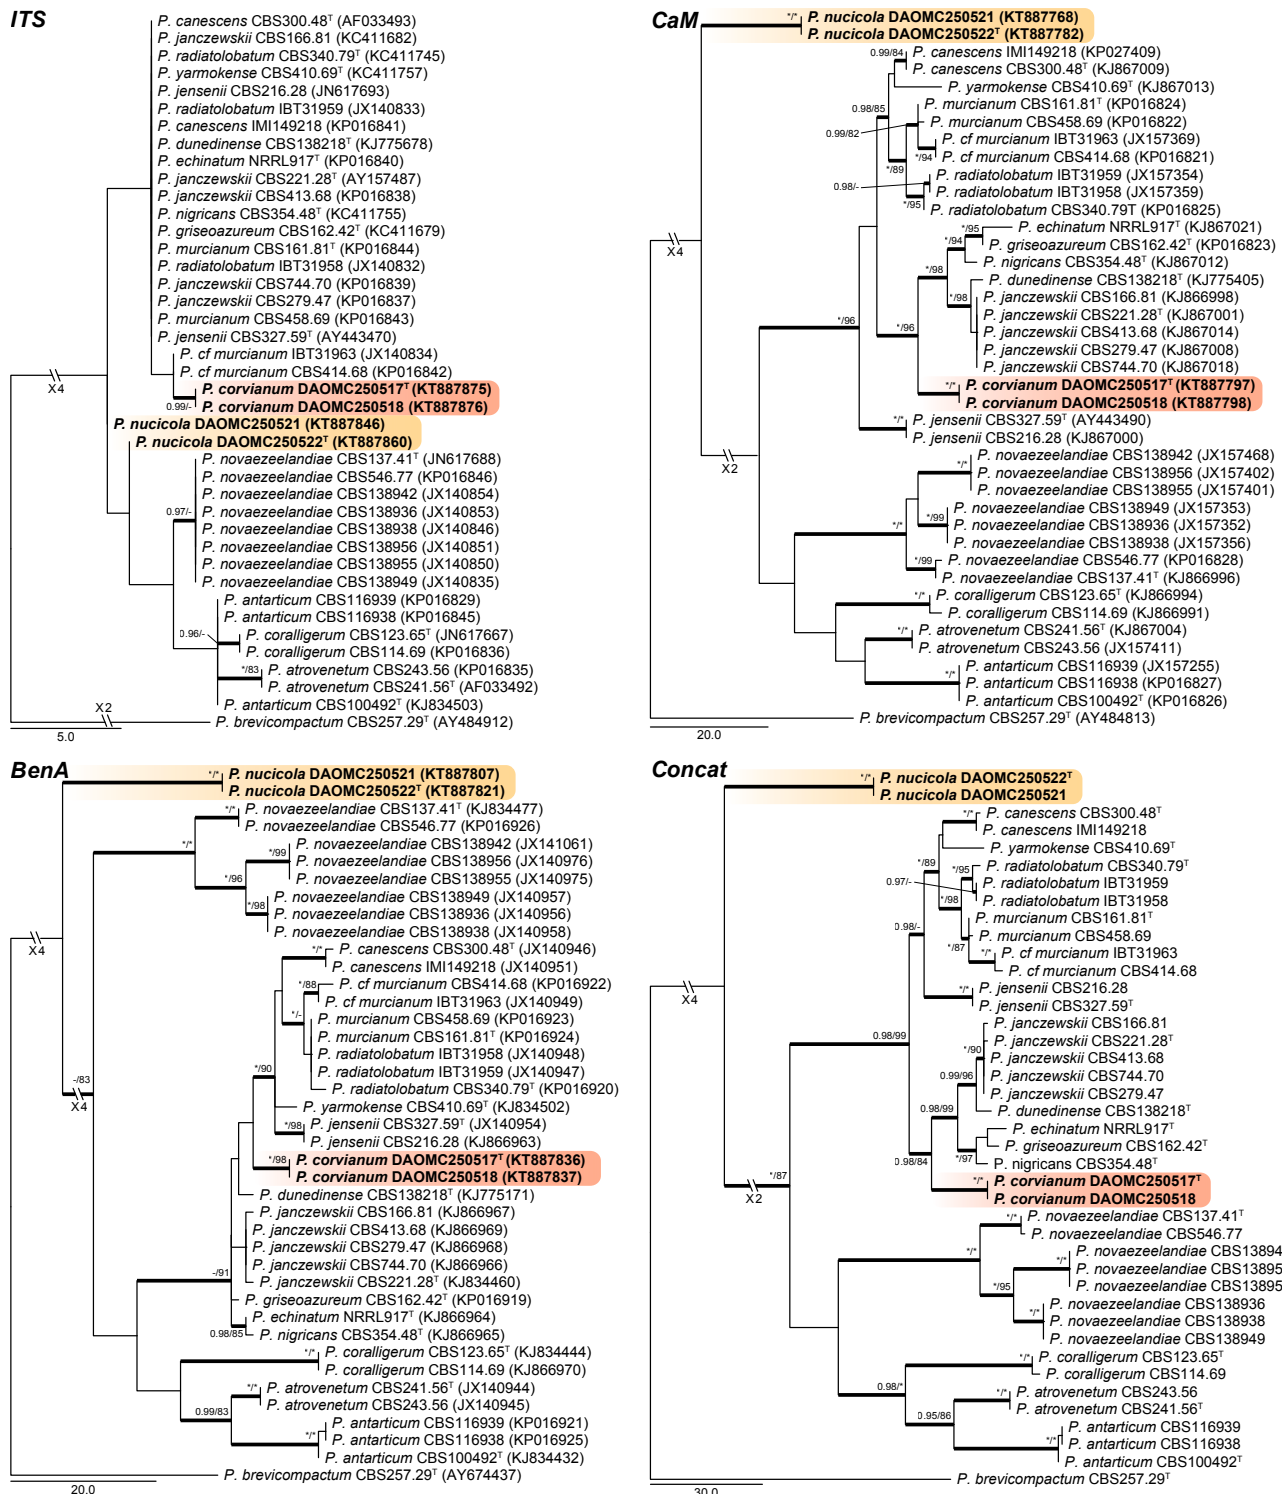 ITS
P. canescens CBS300.48ᵀ (AF033493)
P. janczewskii CBS166.81 (KC411682)
P. radiatolobatum CBS340.79ᵀ (KC411745)
P. yarmokense CBS410.69ᵀ (KC411757)
P. jensenii CBS216.28 (JN617693)
P. radiatolobatum IBT31959 (JX140833)
P. canescens IMI149218 (KP016841)
P. dunedinense CBS138218ᵀ (KJ775678)
P. echinatum NRRL917ᵀ (KP016840)
P. janczewskii CBS221.28ᵀ (AY157487)
P. janczewskii CBS413.68 (KP016838)
P. nigricans CBS354.48ᵀ (KC411755)
P. griseoazureum CBS162.42ᵀ (KC411679)
P. murcianum CBS161.81ᵀ (KP016844)
P. radiatolobatum IBT31958 (JX140832)
P. janczewskii CBS744.70 (KP016839)
P. janczewskii CBS279.47 (KP016837)
P. murcianum CBS458.69 (KP016843)
P. jensenii CBS327.59ᵀ (AY443470)
P. cf murcianum IBT31963 (JX140834)
P. cf murcianum CBS414.68 (KP016842)
X4
P. corvianum DAOMC250517ᵀ (KT887875)
0.99/-
P. corvianum DAOMC250518 (KT887876)
P. nucicola DAOMC250521 (KT887846)
P. nucicola DAOMC250522ᵀ (KT887860)
P. novaezeelandiae CBS137.41ᵀ (JN617688)
P. novaezeelandiae CBS546.77 (KP016846)
P. novaezeelandiae CBS138942 (JX140854)
0.97/-
P. novaezeelandiae CBS138936 (JX140853)
P. novaezeelandiae CBS138938 (JX140846)
P. novaezeelandiae CBS138956 (JX140851)
P. novaezeelandiae CBS138955 (JX140850)
P. novaezeelandiae CBS138949 (JX140835)
P. antarticum CBS116939 (KP016829)
P. antarticum CBS116938 (KP016845)
0.96/-
P. coralligerum CBS123.65ᵀ (JN617667)
P. coralligerum CBS114.69 (KP016836)
*/83
P. atrovenetum CBS243.56 (KP016835)
P. atrovenetum CBS241.56ᵀ (AF033492)
P. antarticum CBS100492ᵀ (KJ834503)
X2
P. brevicompactum CBS257.29ᵀ (AY484912)
5.0
CaM
*/*
P. nucicola DAOMC250521 (KT887768)
P. nucicola DAOMC250522ᵀ (KT887782)
0.99/84
P. canescens IMI149218 (KP027409)
P. canescens CBS300.48ᵀ (KJ867009)
P. yarmokense CBS410.69ᵀ (KJ867013)
0.98/85
P. murcianum CBS161.81ᵀ (KP016824)
P. murcianum CBS458.69 (KP016822)
0.99/82
P. cf murcianum IBT31963 (JX157369)
*/94
P. cf murcianum CBS414.68 (KP016821)
*/89
P. radiatolobatum IBT31959 (JX157354)
0.98/-
P. radiatolobatum IBT31958 (JX157359)
*/95
P. radiatolobatum CBS340.79T (KP016825)
*/95
P. echinatum NRRL917ᵀ (KJ867021)
*/94
P. griseoazureum CBS162.42ᵀ (KP016823)
X4
P. nigricans CBS354.48ᵀ (KJ867012)
*/98
P. dunedinense CBS138218ᵀ (KJ775405)
*/98
P. janczewskii CBS166.81 (KJ866998)
P. janczewskii CBS221.28ᵀ (KJ867001)
*/96
*/96
P. janczewskii CBS413.68 (KJ867014)
P. janczewskii CBS279.47 (KJ867008)
P. janczewskii CBS744.70 (KJ867018)
*/*
P. corvianum DAOMC250517ᵀ (KT887797)
P. corvianum DAOMC250518 (KT887798)
*/*
P. jensenii CBS327.59ᵀ (AY443490)
P. jensenii CBS216.28 (KJ867000)
X2
P. novaezeelandiae CBS138942 (JX157468)
*/*
P. novaezeelandiae CBS138956 (JX157402)
P. novaezeelandiae CBS138955 (JX157401)
P. novaezeelandiae CBS138949 (JX157353)
*/99
P. novaezeelandiae CBS138936 (JX157352)
*/*
P. novaezeelandiae CBS138938 (JX157356)
*/99
P. novaezeelandiae CBS546.77 (KP016828)
P. novaezeelandiae CBS137.41ᵀ (KJ866996)
*/*
P. coralligerum CBS123.65ᵀ (KJ866994)
P. coralligerum CBS114.69 (KJ866991)
*/*
P. atrovenetum CBS241.56ᵀ (KJ867004)
P. atrovenetum CBS243.56 (JX157411)
*/*
P. antarticum CBS116939 (JX157255)
P. antarticum CBS116938 (KP016827)
P. antarticum CBS100492ᵀ (KP016826)
P. brevicompactum CBS257.29ᵀ (AY484813)
20.0
BenA
*/*
P. nucicola DAOMC250521 (KT887807)
P. nucicola DAOMC250522ᵀ (KT887821)
*/*
P. novaezeelandiae CBS137.41ᵀ (KJ834477)
P. novaezeelandiae CBS546.77 (KP016926)
*/*
P. novaezeelandiae CBS138942 (JX141061)
*/99
P. novaezeelandiae CBS138956 (JX140976)
*/96
P. novaezeelandiae CBS138955 (JX140975)
P. novaezeelandiae CBS138949 (JX140957)
*/98
P. novaezeelandiae CBS138936 (JX140956)
P. novaezeelandiae CBS138938 (JX140958)
X4
*/*
P. canescens CBS300.48ᵀ (JX140946)
P. canescens IMI149218 (JX140951)
*/88
P. cf murcianum CBS414.68 (KP016922)
P. cf murcianum IBT31963 (JX140949)
*/-
P. murcianum CBS458.69 (KP016923)
P. murcianum CBS161.81ᵀ (KP016924)
P. radiatolobatum IBT31958 (JX140948)
*/90
P. radiatolobatum IBT31959 (JX140947)
-/83
P. radiatolobatum CBS340.79ᵀ (KP016920)
X4
P. yarmokense CBS410.69ᵀ (KJ834502)
*/98
P. jensenii CBS327.59ᵀ (JX140954)
P. jensenii CBS216.28 (KJ866963)
*/98
P. corvianum DAOMC250517ᵀ (KT887836)
P. corvianum DAOMC250518 (KT887837)
P. dunedinense CBS138218ᵀ (KJ775171)
P. janczewskii CBS166.81 (KJ866967)
P. janczewskii CBS413.68 (KJ866969)
P. janczewskii CBS279.47 (KJ866968)
P. janczewskii CBS744.70 (KJ866966)
-/91
P. janczewskii CBS221.28ᵀ (KJ834460)
P. griseoazureum CBS162.42ᵀ (KP016919)
P. echinatum NRRL917ᵀ (KJ866964)
0.98/85
P. nigricans CBS354.48ᵀ (KJ866965)
*/*
P. coralligerum CBS123.65ᵀ (KJ834444)
P. coralligerum CBS114.69 (KJ866970)
*/*
P. atrovenetum CBS241.56ᵀ (JX140944)
P. atrovenetum CBS243.56 (JX140945)
0.99/83
P. antarticum CBS116939 (KP016921)
*/*
P. antarticum CBS116938 (KP016925)
P. antarticum CBS100492ᵀ (KJ834432)
P. brevicompactum CBS257.29ᵀ (AY674437)
20.0
Concat
*/*
P. nucicola DAOMC250522ᵀ
P. nucicola DAOMC250521
*/*
P. canescens CBS300.48ᵀ
P. canescens IMI149218
P. yarmokense CBS410.69ᵀ
*/89
*/95
P. radiatolobatum CBS340.79ᵀ
0.97/-
P. radiatolobatum IBT31959
*/98
P. radiatolobatum IBT31958
P. murcianum CBS161.81ᵀ
0.98/-
P. murcianum CBS458.69
*/87
*/*
P. cf murcianum IBT31963
P. cf murcianum CBS414.68
X4
*/*
P. jensenii CBS216.28
P. jensenii CBS327.59ᵀ
P. janczewskii CBS166.81
0.98/99
P. janczewskii CBS221.28ᵀ
*/90
P. janczewskii CBS413.68
0.99/96
P. janczewskii CBS744.70
P. janczewskii CBS279.47
P. dunedinense CBS138218ᵀ
0.98/99
P. echinatum NRRL917ᵀ
P. griseoazureum CBS162.42ᵀ
0.98/84
*/97
P. nigricans CBS354.48ᵀ
*/87
X2
*/*
P. corvianum DAOMC250517ᵀ
P. corvianum DAOMC250518
*/*
P. novaezeelandiae CBS137.41ᵀ
P. novaezeelandiae CBS546.77
*/*
*/*
P. novaezeelandiae CBS13894
P. novaezeelandiae CBS13895
*/95
P. novaezeelandiae CBS13895
P. novaezeelandiae CBS138936
*/*
P. novaezeelandiae CBS138938
P. novaezeelandiae CBS138949
*/*
P. coralligerum CBS123.65ᵀ
0.98/*
P. coralligerum CBS114.69
*/*
P. atrovenetum CBS243.56
0.95/86
P. atrovenetum CBS241.56ᵀ
P. antarticum CBS116939
*/*
P. antarticum CBS116938
P. antarticum CBS100492ᵀ
P. brevicompactum CBS257.29ᵀ
30.0